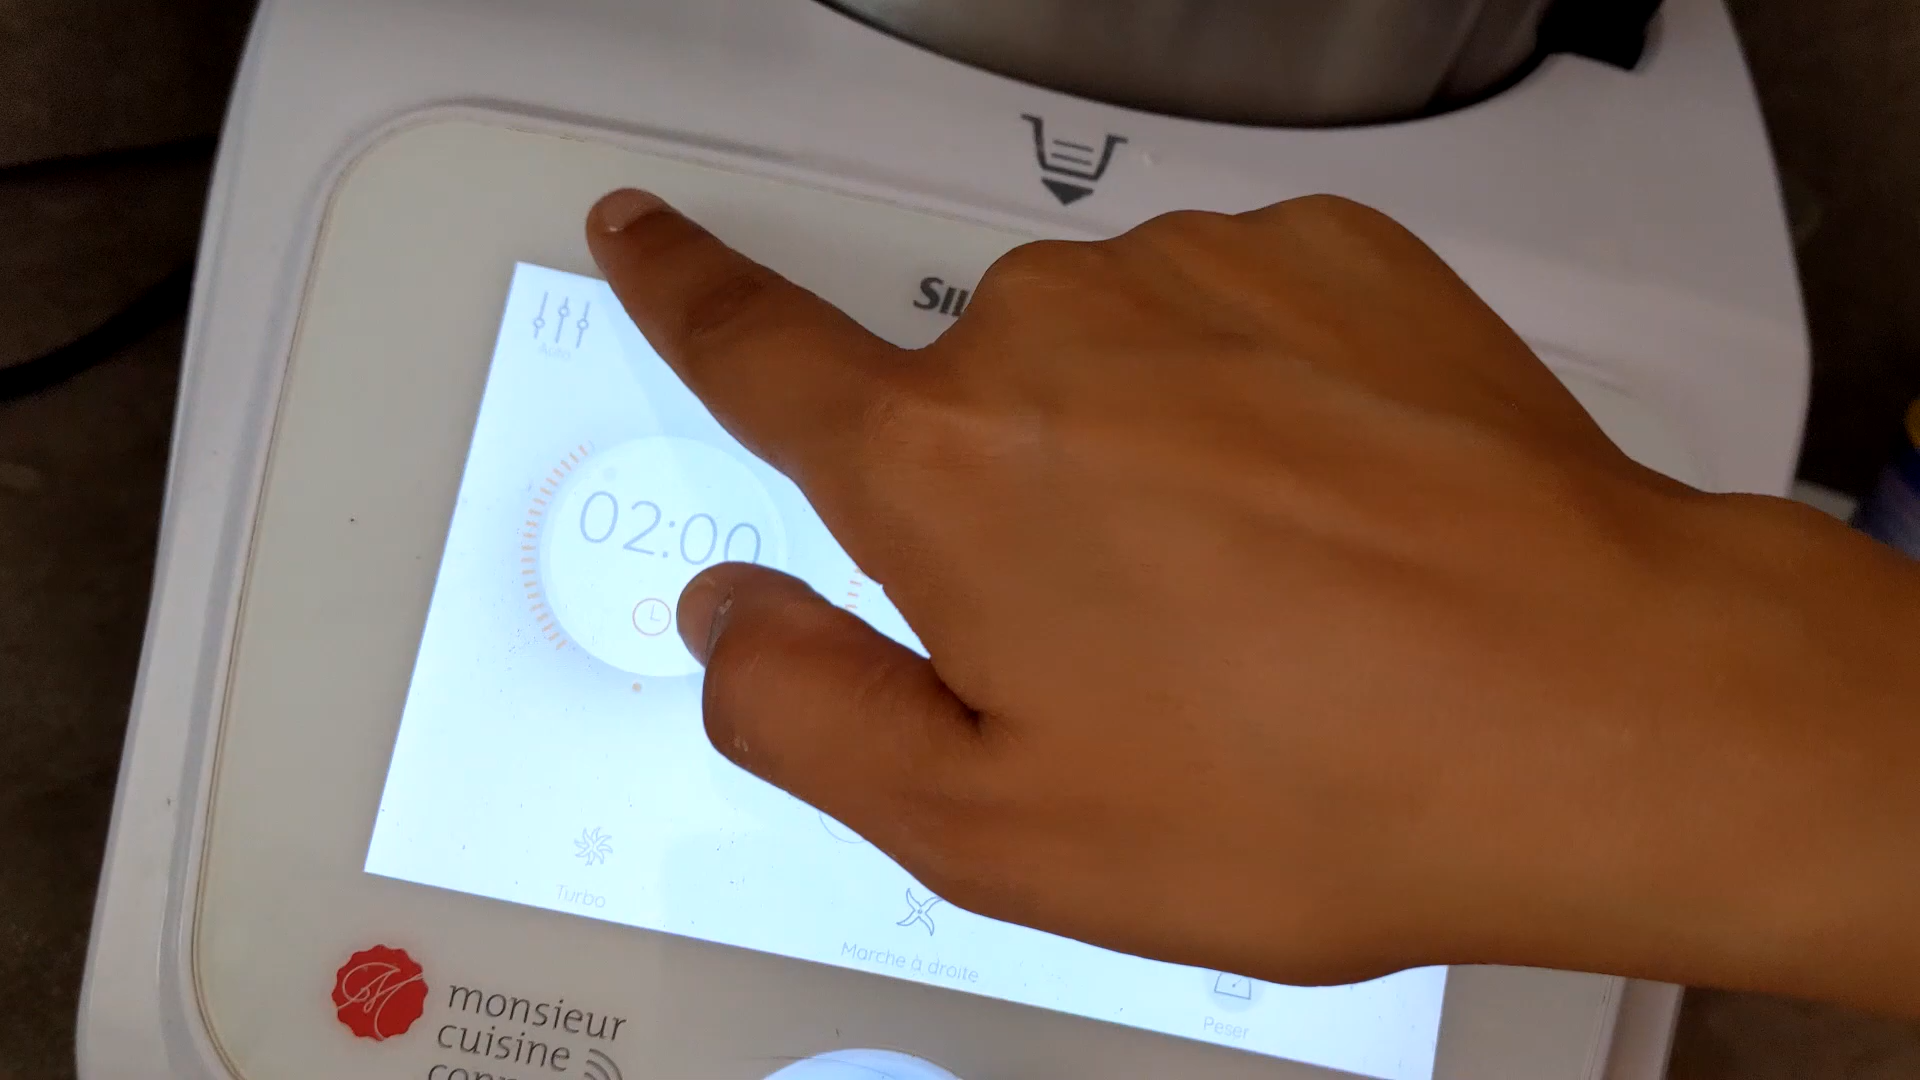 Auto
02:00
Turbo
Marche à droite
Peser
monsieur
cuisine